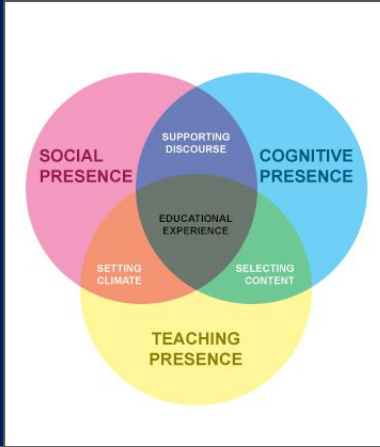 SUPPORTING
DISCOURSE
SOCIAL
PRESENCE
COGNITIVE
PRESENCE
EDUCATIONAL
EXPERIENCE
SETTING
CLIMATE
SELECTING
CONTENT
TEACHING
PRESENCE